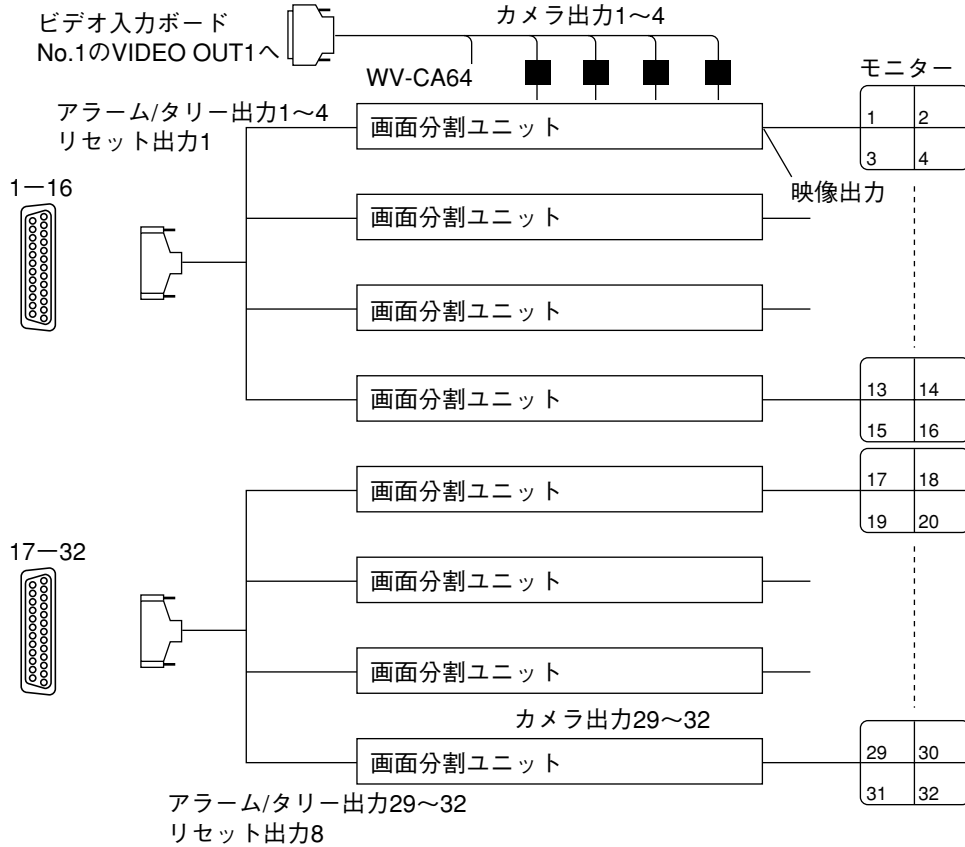 ビデオ入力ボード
No.1のVIDEO OUT1へ
カメラ出力1～4
WV-CA64
モニター
アラーム/タリー出力1～4
リセット出力1
画面分割ユニット
1 2
3 4
映像出力
1－16
画面分割ユニット
画面分割ユニット
画面分割ユニット
13 14
15 16
画面分割ユニット
17 18
19 20
17－32
画面分割ユニット
画面分割ユニット
カメラ出力29～32
画面分割ユニット
29 30
31 32
アラーム/タリー出力29～32
リセット出力8